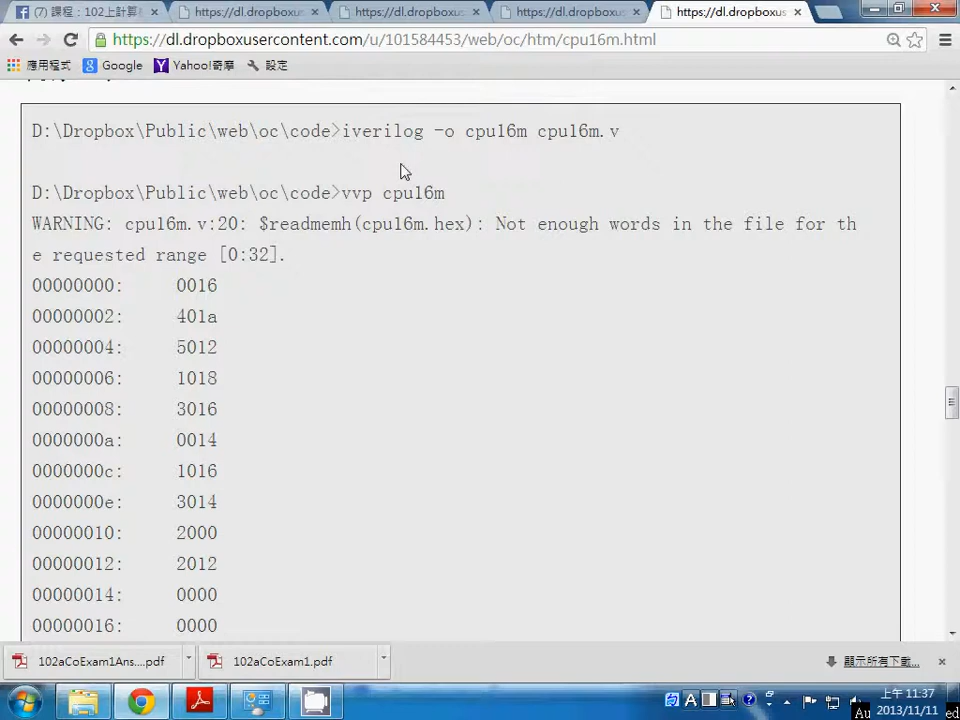 (7) 課程：102上計算
https://dl.dropboxus
https://dl.dropboxus
https://dl.dropboxus
https://dl.dropboxus
https://dl.dropboxusercontent.com/u/101584453/web/oc/htm/cpu16m.html
應用程式 Google Yahoo!奇摩 設定
D:\Dropbox\Public\web\oc\code>iverilog -o cpu16m cpu16m.v
D:\Dropbox\Public\web\oc\code>vvp cpu16m
WARNING: cpu16m.v:20: $readmemh(cpu16m.hex): Not enough words in the file for th
e requested range [0:32].
00000000: 0016
00000002: 401a
00000004: 5012
00000006: 1018
00000008: 3016
0000000a: 0014
0000000c: 1016
0000000e: 3014
00000010: 2000
00000012: 2012
00000014: 0000
00000016: 0000
102aCoExam1Ans....pdf
102aCoExam1.pdf
顯示所有下載...
上午 11:37
2013/11/11